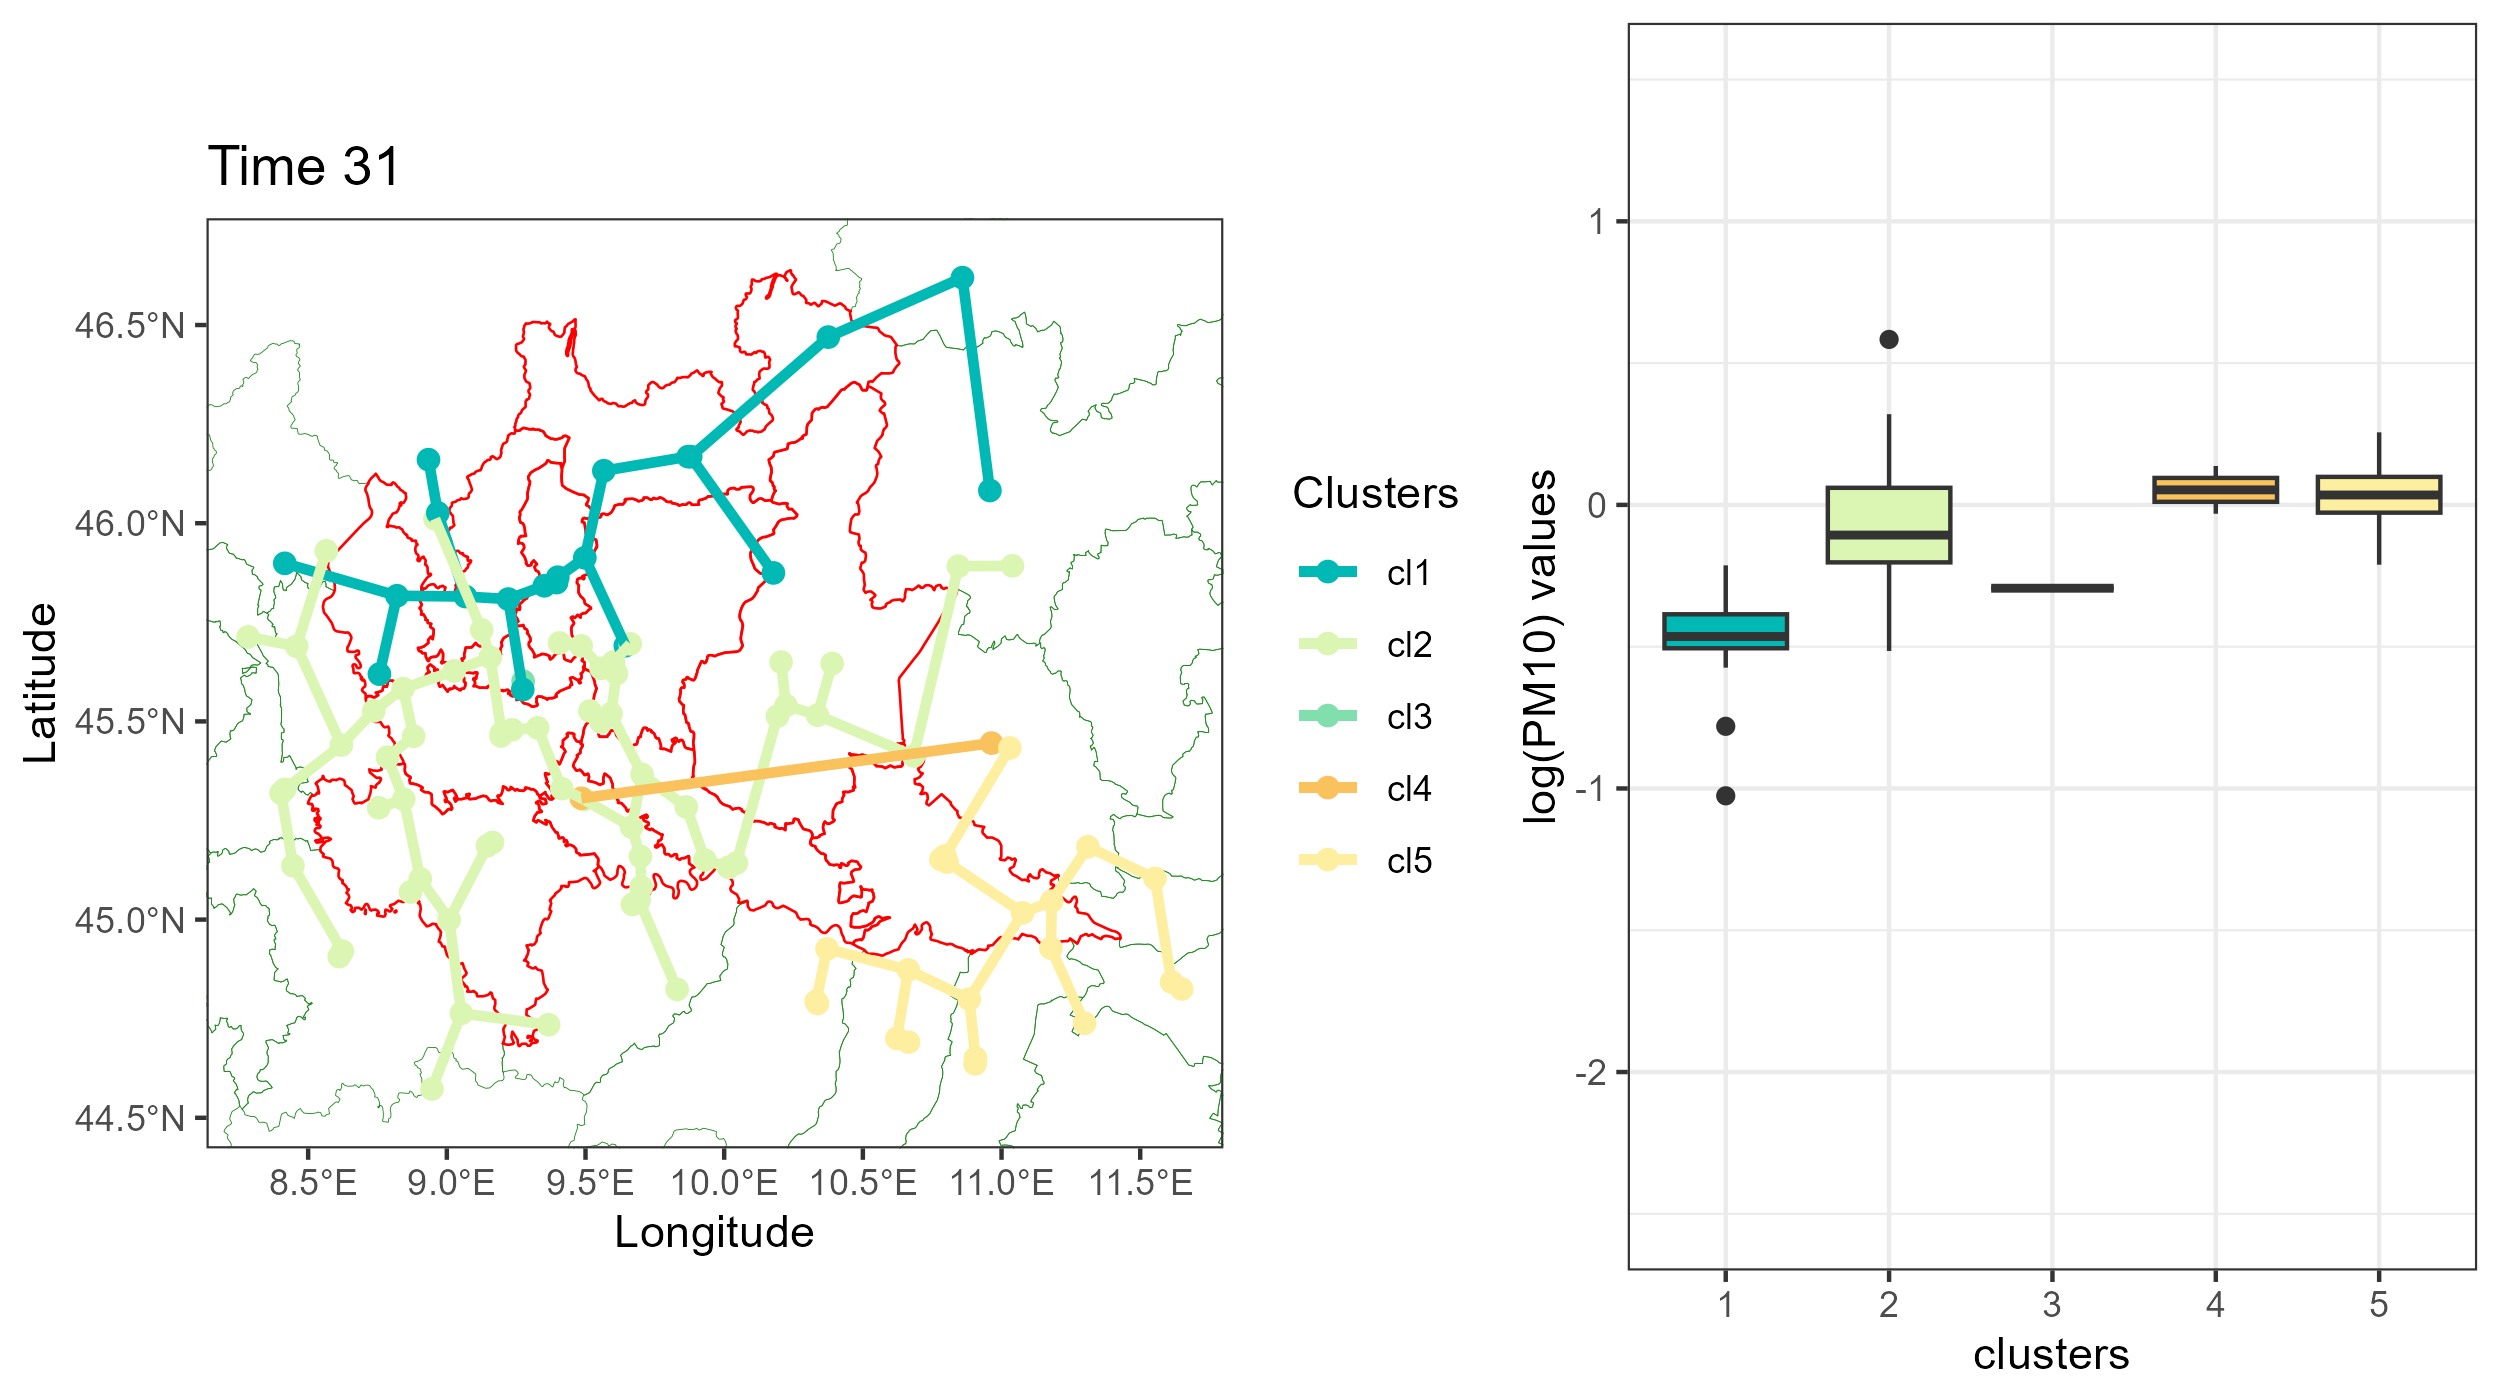 Time 31
46.5°N
46.0°N
45.5°N
45.0°N
44.5°N
Latitude
8.5°E 9.0°E 9.5°E 10.0°E 10.5°E 11.0°E 11.5°E
Longitude
Clusters
cl1
cl2
cl3
cl4
cl5
1
0
-1
-2
log(PM10) values
1 2 3 4 5
clusters